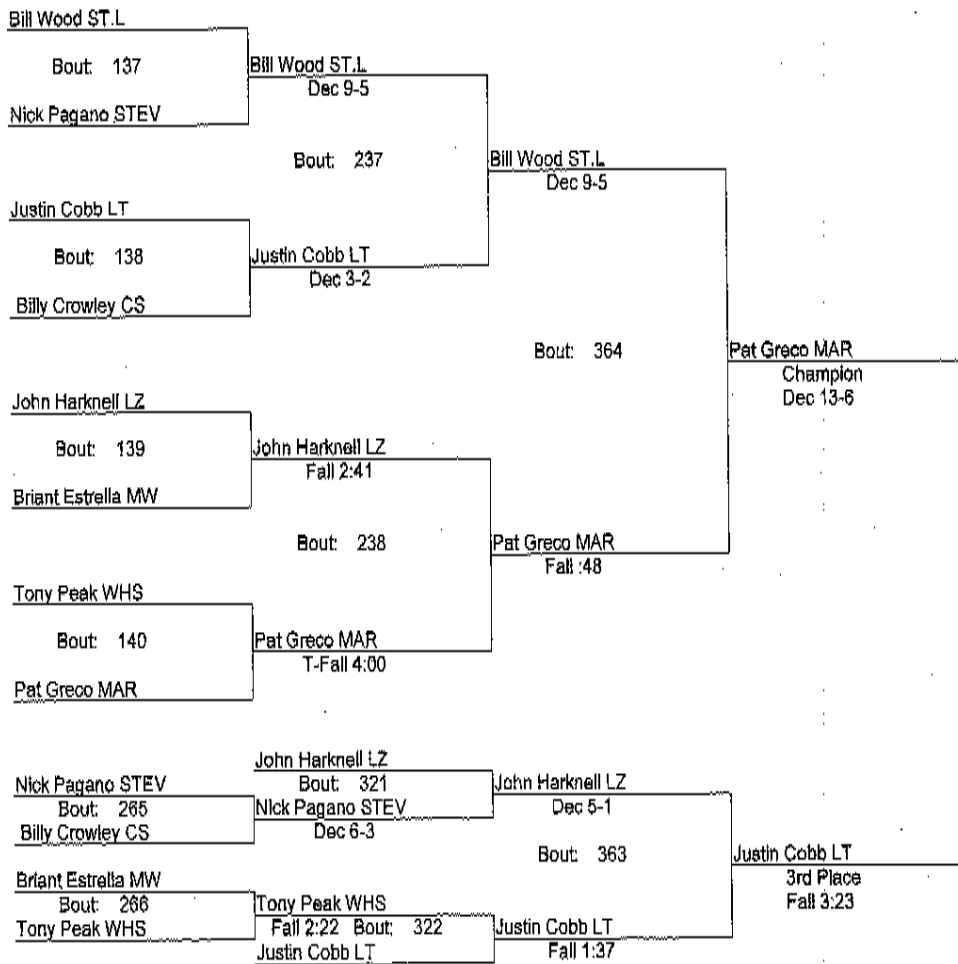 Bill Wood ST.L
Bout: 137
Bill Wood ST.L
Dec 9-5
Nick Pagano STEV
Bout: 237
Bill Wood ST.L
Dec 9-5
Justin Cobb LT
Bout: 138
Justin Cobb LT
Dec 3-2
Billy Crowley CS
Bout: 364
Pat Greco MAR
Champion
Dec 13-6
John Harknell LZ
Bout: 139
John Harknell LZ
Fall 2:41
Briant Estrella MW
Bout: 238
Pat Greco MAR
Fall :48
Tony Peak WHS
Bout: 140
Pat Greco MAR
T-Fall 4:00
Pat Greco MAR
John Harknell LZ
Nick Pagano STEV
Bout: 321
John Harknell LZ
Bout: 265
Nick Pagano STEV
Dec 5-1
Billy Crowley CS
Dec 6-3
Bout: 363
Justin Cobb LT
3rd Place
Fall 3:23
Briant Estrella MW
Bout: 266
Tony Peak WHS
Tony Peak WHS
Fall 2:22 Bout: 322
Justin Cobb LT
Justin Cobb LT
Fall 1:37